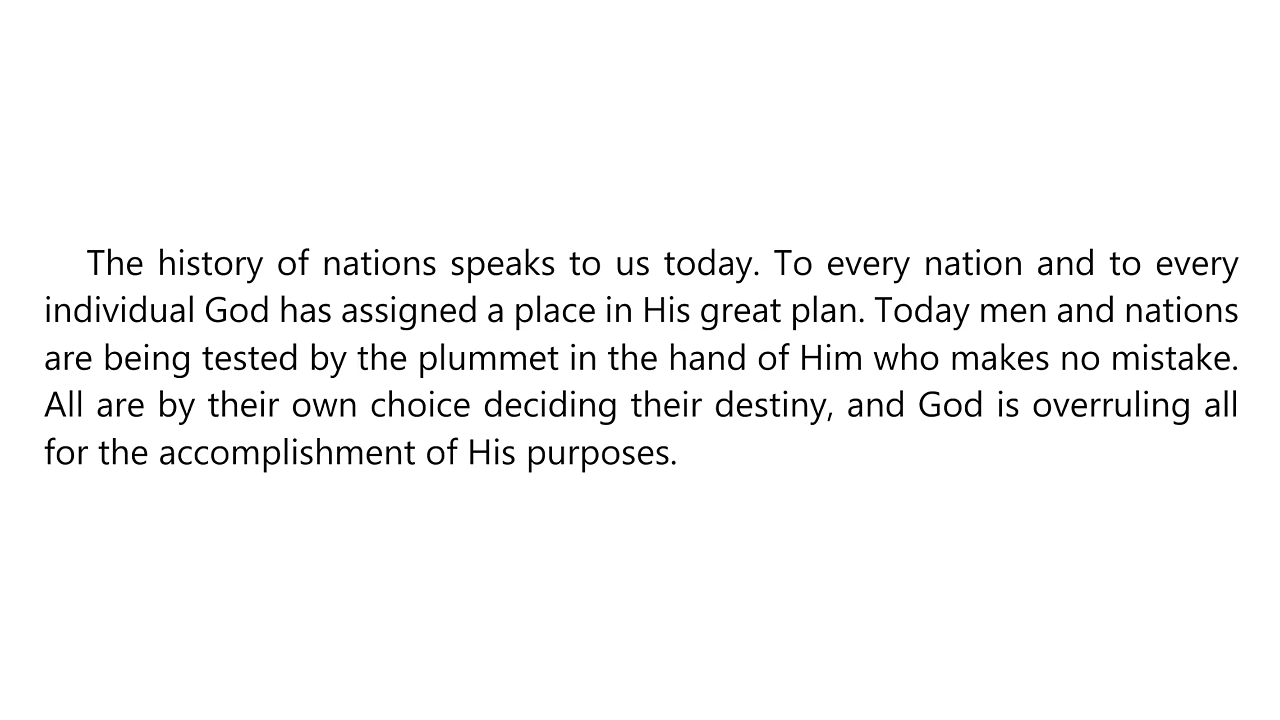 The history of nations speaks to us today. To every nation and to every
individual God has assigned a place in His great plan. Today men and nations
are being tested by the plummet in the hand of Him who makes no mistake.
All are by their own choice deciding their destiny, and God is overruling all
for the accomplishment of His purposes.